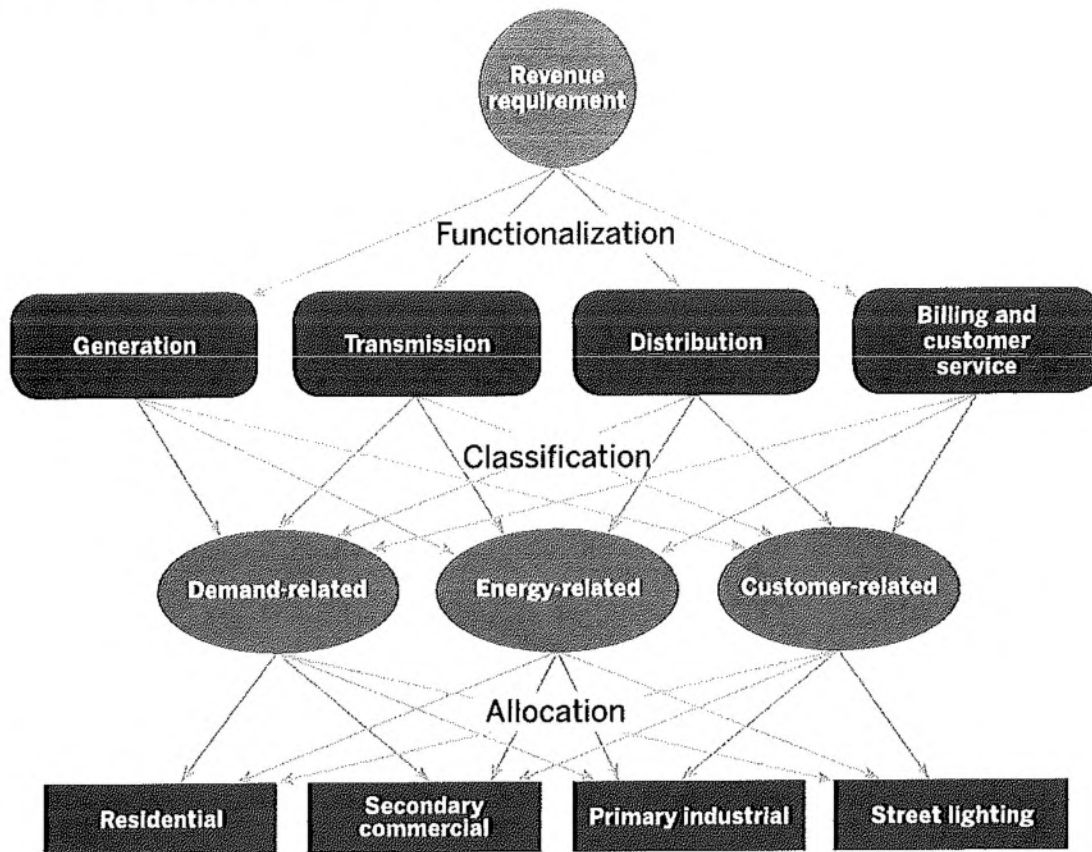 Revenue
requirement
Functionalization
Generation
Transmission
Distribution
Billing and
customer
service
Classification
Demand-related
Energy-related
Customer-related
Allocation
Residential
Secondary
commercial
Primary industrial
Street lighting